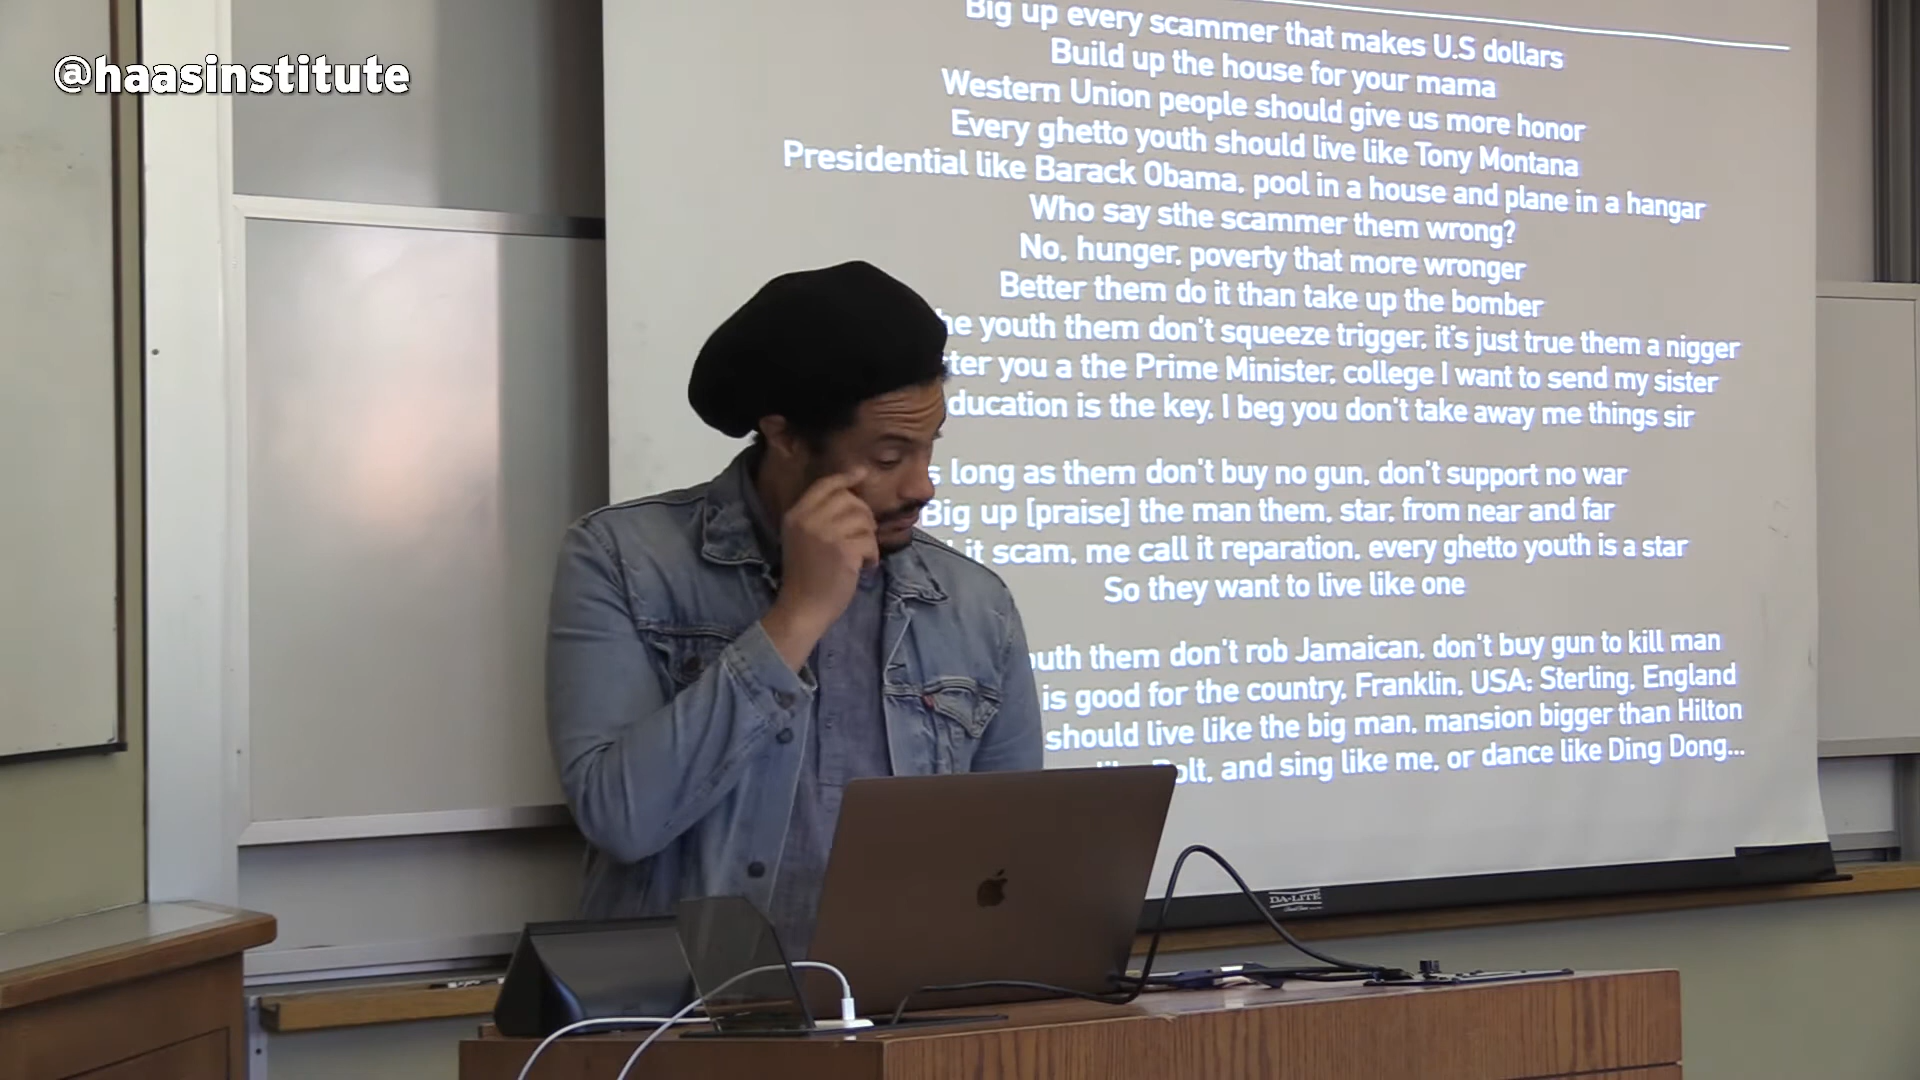 @haasinstitute
Big up every scammer that makes U.S dollars
Build up the house for your mama
Western Union people should give us more honor
Every ghetto youth should live like Tony Montana
Presidential like Barack Obama, pool in a house and plane in a hangar
Who say sthe scammer them wrong?
No, hunger, poverty that more wronger
Better them do it than take up the bomber
youth them don't squeeze trigger, it's just true them a nigger
you a the Prime Minister, college I want to send my sister
is the key, I beg you don't take away me things sir
long as them don't buy no gun, don't support no war
Big up [praise] the man them, star, from near and far
it scam, me call it reparation, every ghetto youth is a star
So they want to live like one
them don't rob Jamaican, don't buy gun to kill man
is good for the country, Franklin, USA; Sterling, England
should live like the big man, mansion bigger than Hilton
and sing like me, or dance like Ding Dong...
DA-LITE